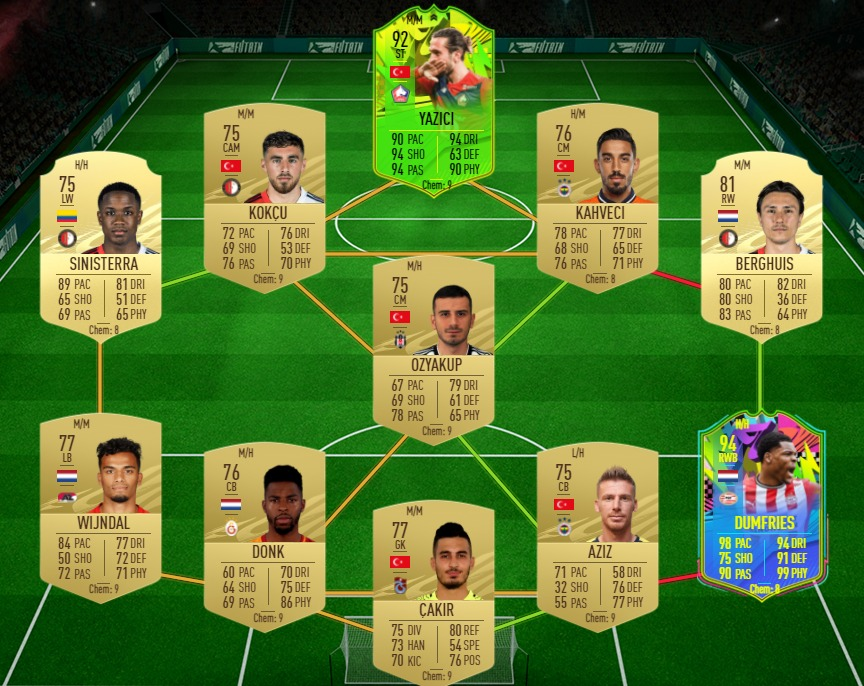 FUTBIN
FUTBIN
FUTBIN
FUTBIN
M/M
92
ST
YAZICI
90 PAC 94 DRI
94 SHO 63 DEF
94 PAS 90 PHY
Chem: 9
M/M
75
CAM
KOKÇU
72 PAC 76 DRI
69 SHO 53 DEF
76 PAS 70 PHY
Chem: 9
H/M
76
CM
KAHVECI
78 PAC 77 DRI
68 SHO 65 DEF
76 PAS 71 PHY
Chem: 9
H/H
75
LW
SINISTERRA
89 PAC 81 DRI
65 SHO 51 DEF
69 PAS 65 PHY
Chem: 8
M/M
81
RW
BERGHUIS
80 PAC 82 DRI
80 SHO 36 DEF
83 PAS 64 PHY
Chem: 8
M/H
75
CM
OZYAKUP
67 PAC 79 DRI
69 SHO 61 DEF
78 PAS 65 PHY
Chem: 9
M/M
77
LB
WIJNDAL
84 PAC 77 DRI
50 SHO 72 DEF
72 PAS 71 PHY
Chem: 9
M/H
76
CB
DONK
60 PAC 70 DRI
64 SHO 75 DEF
69 PAS 86 PHY
Chem: 9
M/M
77
GK
ÇAKIR
75 DIV 80 REF
73 HAN 54 SPE
70 KIC 76 POS
Chem: 9
L/H
75
CB
AZIZ
71 PAC 58 DRI
32 SHO 76 DEF
55 PAS 77 PHY
Chem: 9
H/H
94
RWB
DUMFRIES
98 PAC 94 DRI
75 SHO 91 DEF
90 PAS 99 PHY
Chem: 8